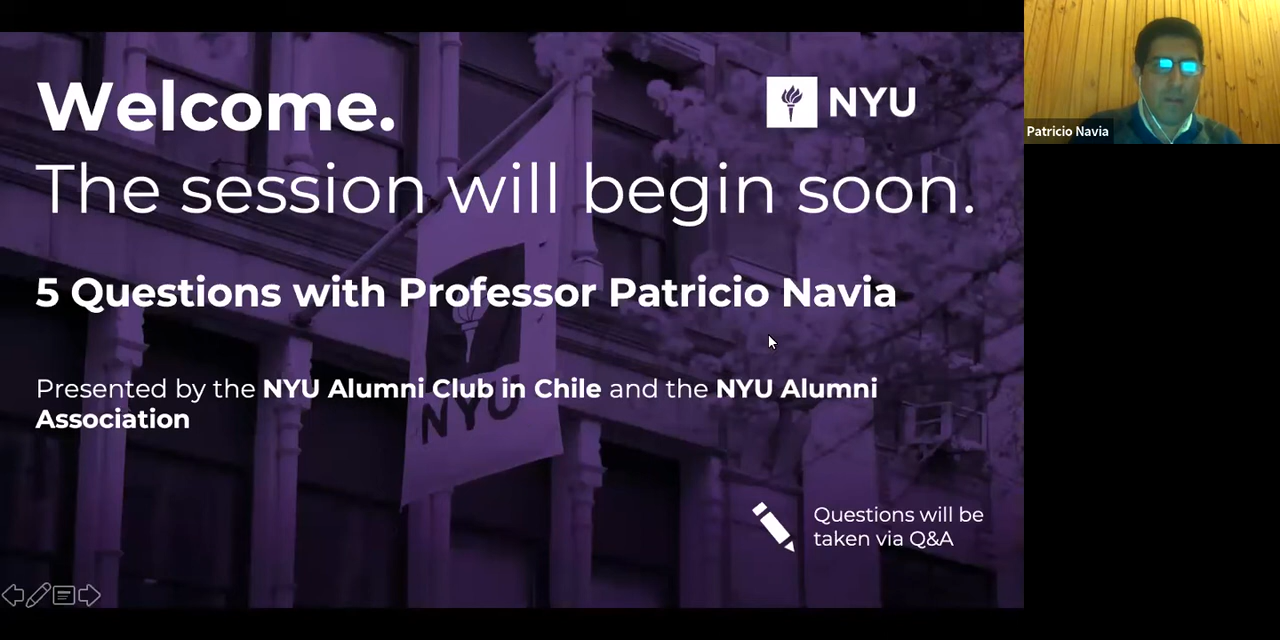 Welcome.
NYU
The session will begin soon.
5 Questions with Professor Patricio Navia
Presented by the NYU Alumni Club in Chile and the NYU Alumni
Association
NYU
Questions will be
taken via Q&A
Patricio Navia